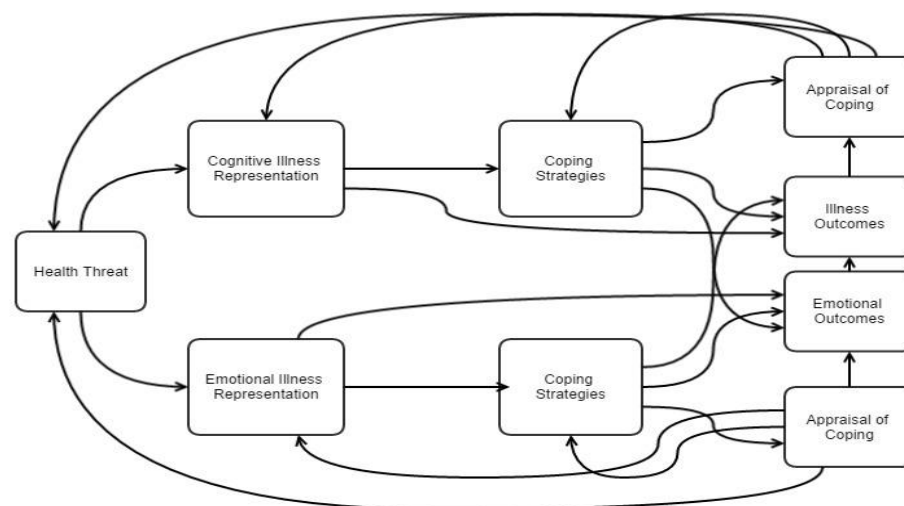 Appraisal of
Coping
Cognitive Illness
Representation
Coping
Strategies
Illness
Outcomes
Health Threat
Emotional
Outcomes
Emotional Illness
Representation
Coping
Strategies
Appraisal of
Coping